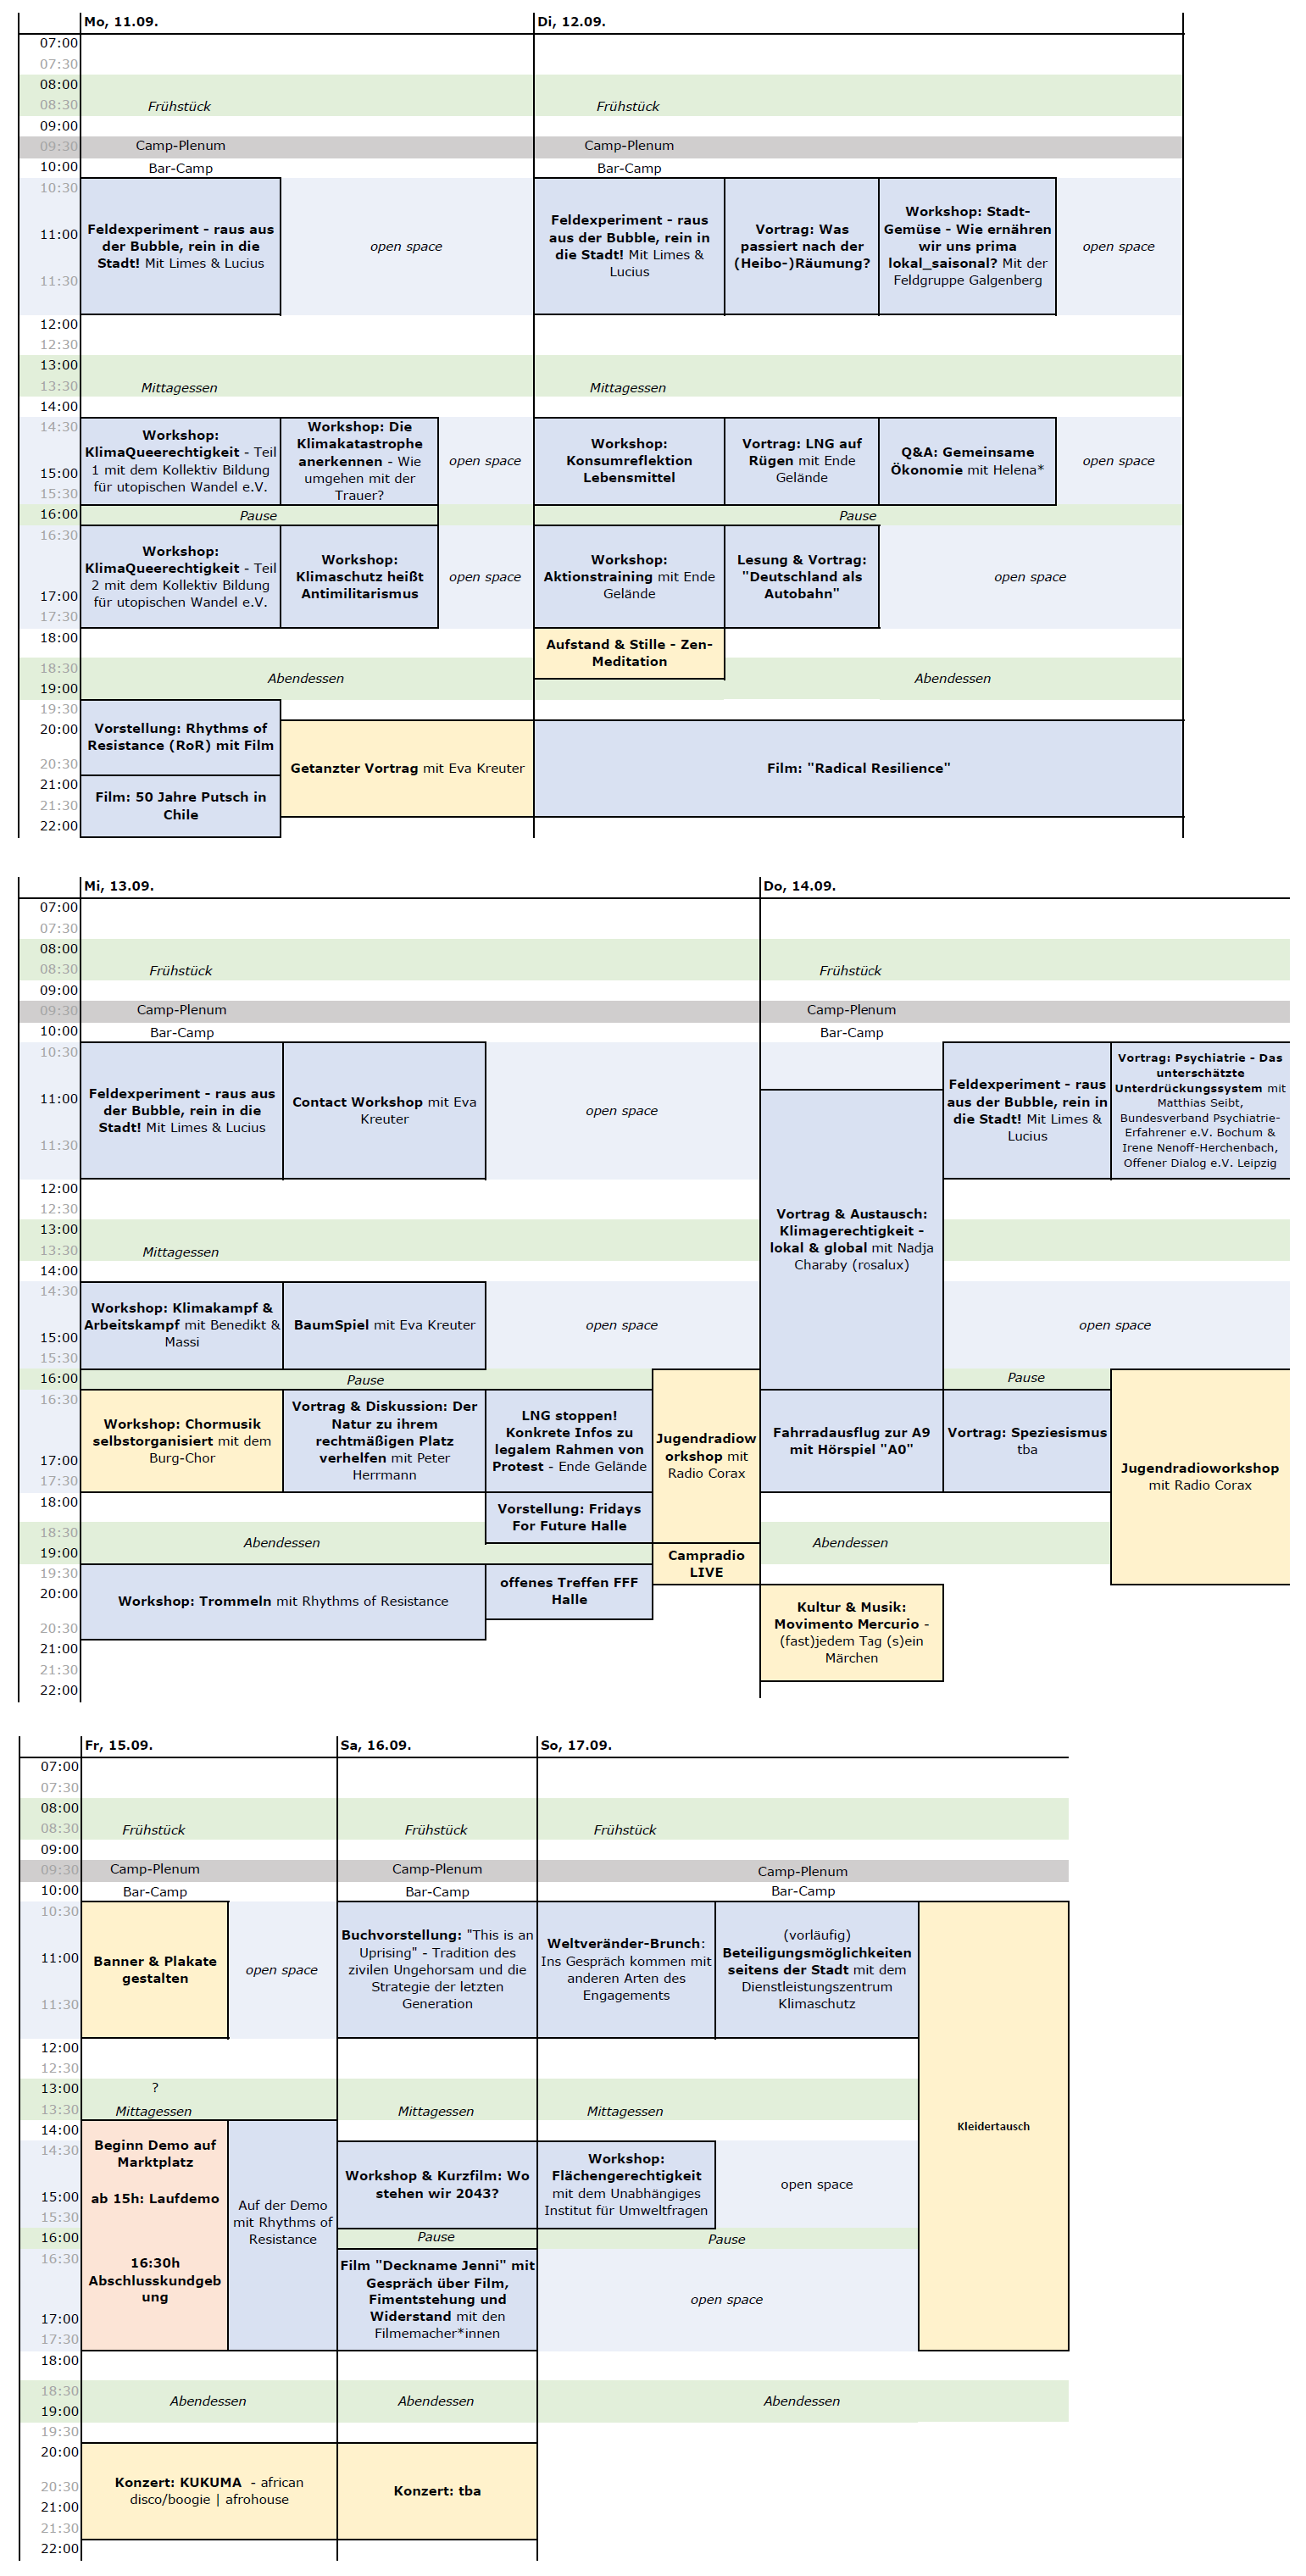 Mo, 11.09.
Di, 12.09.
07:00
07:30
08:00
08:30
Frühstück
Frühstück
09:00
09:30
Camp-Plenum
Camp-Plenum
10:00
Bar-Camp
Bar-Camp
10:30
11:00
11:30
Feldexperiment - raus aus
der Bubble, rein in die
Stadt! Mit Limes & Lucius
open space
Feldexperiment - raus
aus der Bubble, rein in
die Stadt! Mit Limes &
Lucius
Vortrag: Was
passiert nach der
(Heibo-)Räumung?
Workshop: Stadt-
Gemüse - Wie ernähren
wir uns prima
lokal_saisonal? Mit der
Feldgruppe Galgenberg
open space
12:00
12:30
13:00
13:30
Mittagessen
Mittagessen
14:00
14:30
15:00
15:30
Workshop:
KlimaQueerechtigkeit - Teil
1 mit dem Kollektiv Bildung
für utopischen Wandel e.V.
Workshop: Die
Klimakatastrophe
anerkennen - Wie
umgehen mit der
Trauer?
open space
Workshop:
Konsumreflektion
Lebensmittel
Vortrag: LNG auf
Rügen mit Ende
Gelände
Q&A: Gemeinsame
Ökonomie mit Helena*
open space
16:00
Pause
Pause
16:30
17:00
17:30
Workshop:
KlimaQueerechtigkeit - Teil
2 mit dem Kollektiv Bildung
für utopischen Wandel e.V.
Workshop:
Klimaschutz heißt
Antimilitarismus
open space
Workshop:
Aktionstraining mit Ende
Gelände
Lesung & Vortrag:
"Deutschland als
Autobahn"
open space
18:00
Aufstand & Stille - Zen-
Meditation
18:30
19:00
Abendessen
Abendessen
19:30
20:00
20:30
Vorstellung: Rhythms of
Resistance (RoR) mit Film
Getanzter Vortrag mit Eva Kreuter
Film: "Radical Resilience"
21:00
21:30
22:00
Film: 50 Jahre Putsch in
Chile
Mi, 13.09.
Do, 14.09.
07:00
07:30
08:00
08:30
Frühstück
Frühstück
09:00
09:30
Camp-Plenum
Camp-Plenum
10:00
Bar-Camp
Bar-Camp
10:30
11:00
11:30
Feldexperiment - raus aus
der Bubble, rein in die
Stadt! Mit Limes & Lucius
Contact Workshop mit Eva
Kreuter
open space
Feldexperiment - raus
aus der Bubble, rein in
die Stadt! Mit Limes &
Lucius
Vortrag: Psychiatrie - Das
unterschätzte
Unterdrückungssystem mit
Matthias Seibt,
Bundesverband Psychiatrie-
Erfahrener e.V. Bochum &
Irene Nenoff-Herchenbach,
Offener Dialog e.V. Leipzig
12:00
12:30
Vortrag & Austausch:
Klimagerechtigkeit -
lokal & global mit Nadja
Charaby (rosalux)
13:00
13:30
Mittagessen
14:00
14:30
15:00
15:30
Workshop: Klimakampf &
Arbeitskampf mit Benedikt &
Massi
BaumSpiel mit Eva Kreuter
open space
open space
16:00
Pause
Pause
16:30
17:00
17:30
Workshop: Chormusik
selbstorganisiert mit dem
Burg-Chor
Vortrag & Diskussion: Der
Natur zu ihrem
rechtmäßigen Platz
verhelfen mit Peter
Herrmann
LNG stoppen!
Konkrete Infos zu
legalem Rahmen von
Protest - Ende Gelände
Jugendradiow
orkshop mit
Radio Corax
Fahrradausflug zur A9
mit Hörspiel "A0"
Vortrag: Speziesismus
tba
Jugendradioworkshop
mit Radio Corax
18:00
Vorstellung: Fridays
For Future Halle
18:30
19:00
Abendessen
Campradio
LIVE
Abendessen
19:30
20:00
20:30
Workshop: Trommeln mit Rhythms of Resistance
offenes Treffen FFF
Halle
Kultur & Musik:
Movimento Mercurio -
(fast)jedem Tag (s)ein
Märchen
21:00
21:30
22:00
Fr, 15.09.
Sa, 16.09.
So, 17.09.
07:00
07:30
08:00
08:30
Frühstück
Frühstück
Frühstück
09:00
09:30
Camp-Plenum
Camp-Plenum
Camp-Plenum
10:00
Bar-Camp
Bar-Camp
Bar-Camp
10:30
11:00
11:30
Banner & Plakate
gestalten
open space
Buchvorstellung: "This is an
Uprising" - Tradition des
zivilen Ungehorsam und die
Strategie der letzten
Generation
Weltveränder-Brunch:
Ins Gespräch kommen mit
anderen Arten des
Engagements
(vorläufig)
Beteiligungsmöglichkeiten
seitens der Stadt mit dem
Dienstleistungszentrum
Klimaschutz
12:00
12:30
13:00
?
13:30
Mittagessen
Mittagessen
Mittagessen
Kleidertausch
14:00
14:30
15:00
15:30
Beginn Demo auf
Marktplatz
ab 15h: Laufdemo
16:30h
Abschlusskundgeb
ung
Auf der Demo
mit Rhythms of
Resistance
Workshop & Kurzfilm: Wo
stehen wir 2043?
Workshop:
Flächengerechtigkeit
mit dem Unabhängiges
Institut für Umweltfragen
open space
16:00
Pause
Pause
16:30
17:00
17:30
Film "Deckname Jenni" mit
Gespräch über Film,
Fimentstehung und
Widerstand mit den
Filmemacher*innen
open space
18:00
18:30
19:00
Abendessen
Abendessen
Abendessen
19:30
20:00
20:30
21:00
21:30
22:00
Konzert: KUKUMA - african
disco/boogie | afrohouse
Konzert: tba